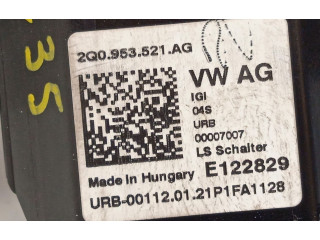 2Q0.953.521.AG
VW AG
IGI
04S
URB
00007007
LS Schalter
Made in Hungary E122829
URB-00112.01.21P1FA1128